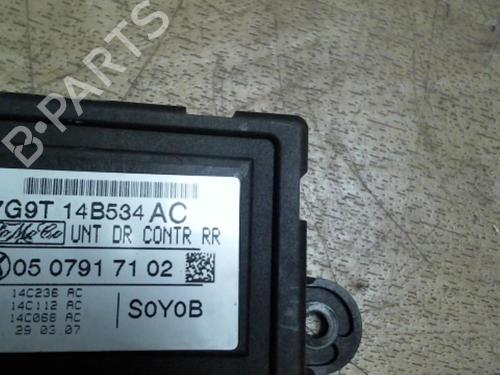 B-PARTS
7G9T 14B534 AC
UNT DR CONTR RR
05 0791 71 02
14C236 AC
14C112 AC
14C068 AC
29 03 07
S0Y0B